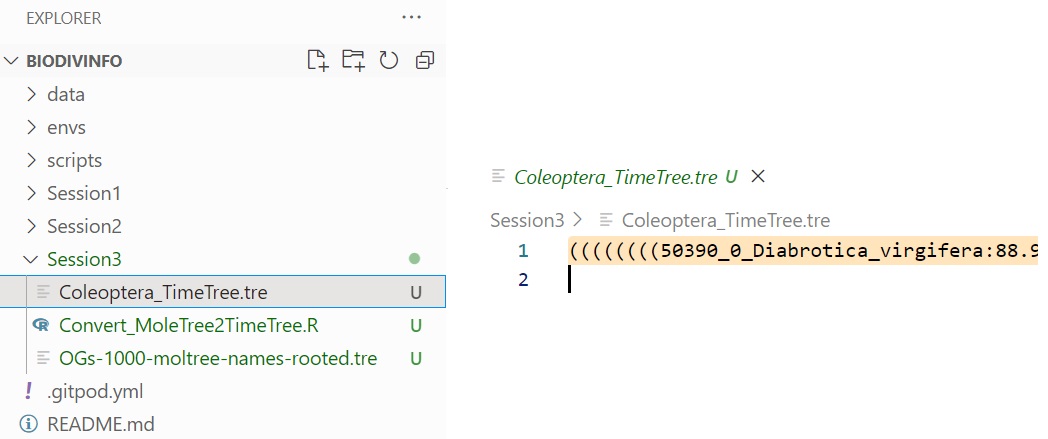 EXPLORER ...
BIODIVINFO
data
envs
scripts
Session1
Session2
Session3
Coleoptera_TimeTree.tre U
Convert_MoleTree2TimeTree.R U
OGs-1000-moltree-names-rooted.tre U
! .gitpod.yml
README.md
Coleoptera_TimeTree.tre U
Session3 > Coleoptera_TimeTree.tre
1 ((((((((50390_0_Diabrotica_virgifera:88.9
2